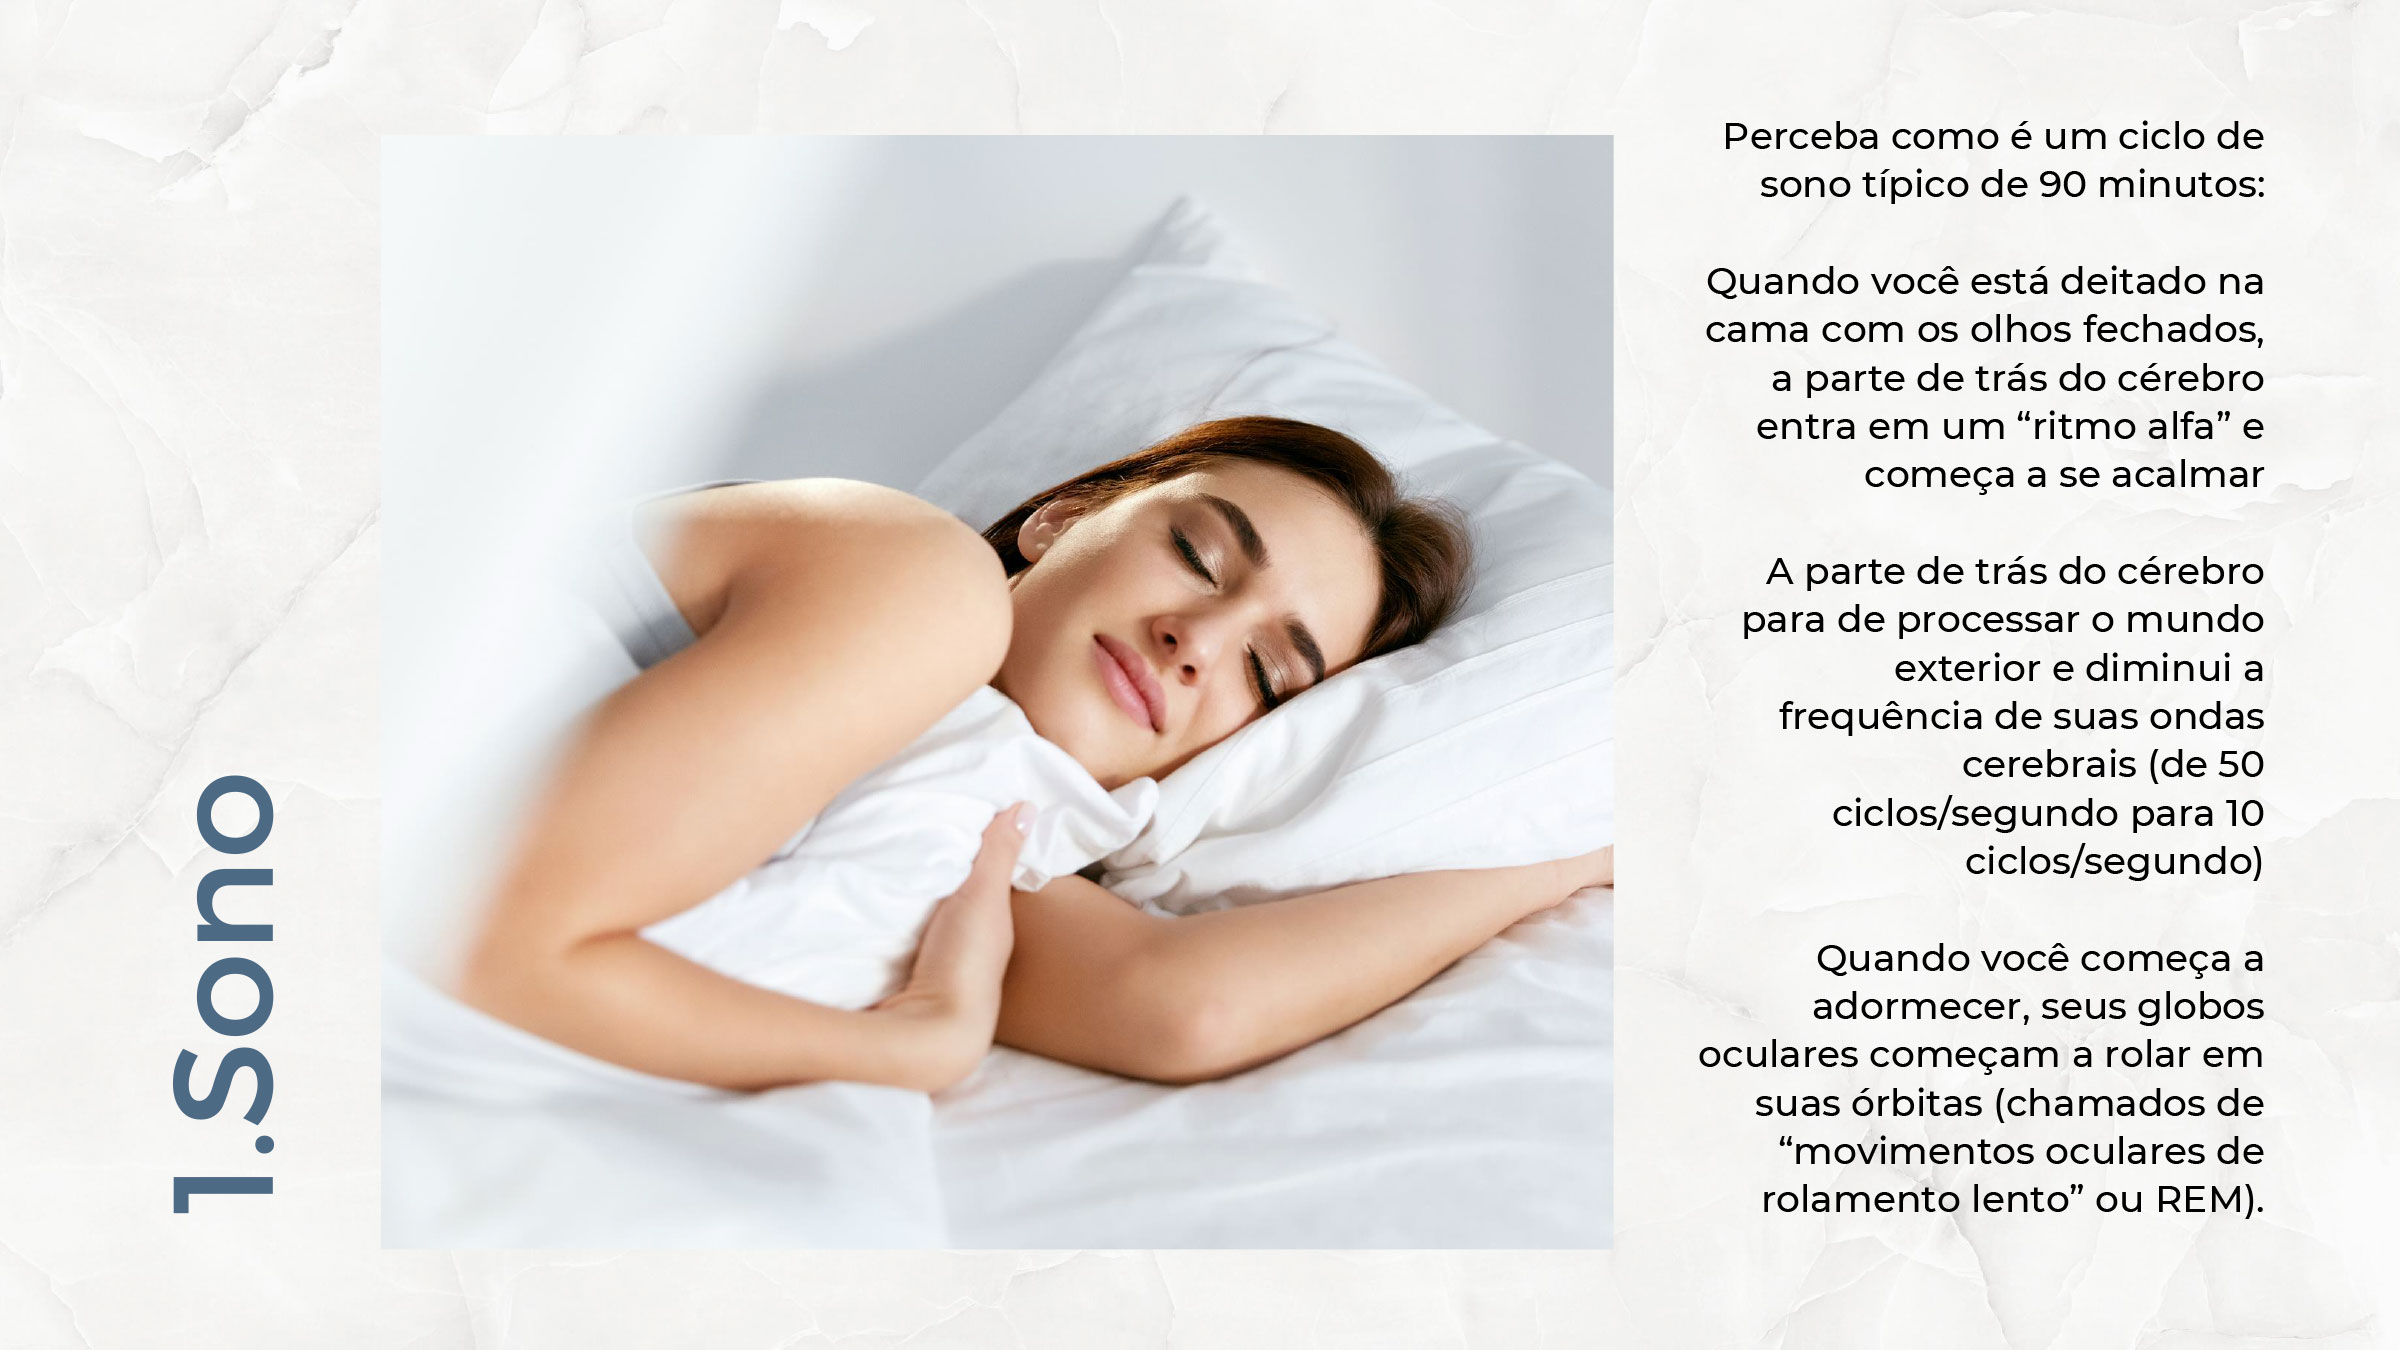 1.Sono
Perceba como é um ciclo de
sono típico de 90 minutos:
Quando você está deitado na
cama com os olhos fechados,
a parte de trás do cérebro
entra em um “ritmo alfa” e
começa a se acalmar
A parte de trás do cérebro
para de processar o mundo
exterior e diminui a
frequência de suas ondas
cerebrais (de 50
ciclos/segundo para 10
ciclos/segundo)
Quando você começa a
adormecer, seus globos
oculares começam a rolar em
suas órbitas (chamados de
“movimentos oculares de
rolamento lento” ou REM).